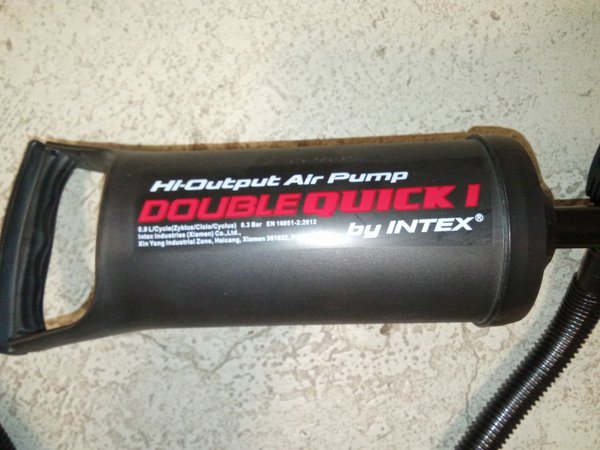 HI-Output Air Pump
DOUBLE QUICK I
by INTEX®
0.9 L/Cycle(Zyklus/Ciclo/Cyclus) 0.3 Bar EN 16051-2:2012
Intex Industries (Xiamen) Co.,Ltd.,
Xin Yang Industrial Zone, Haicang, Xiamen 361022,